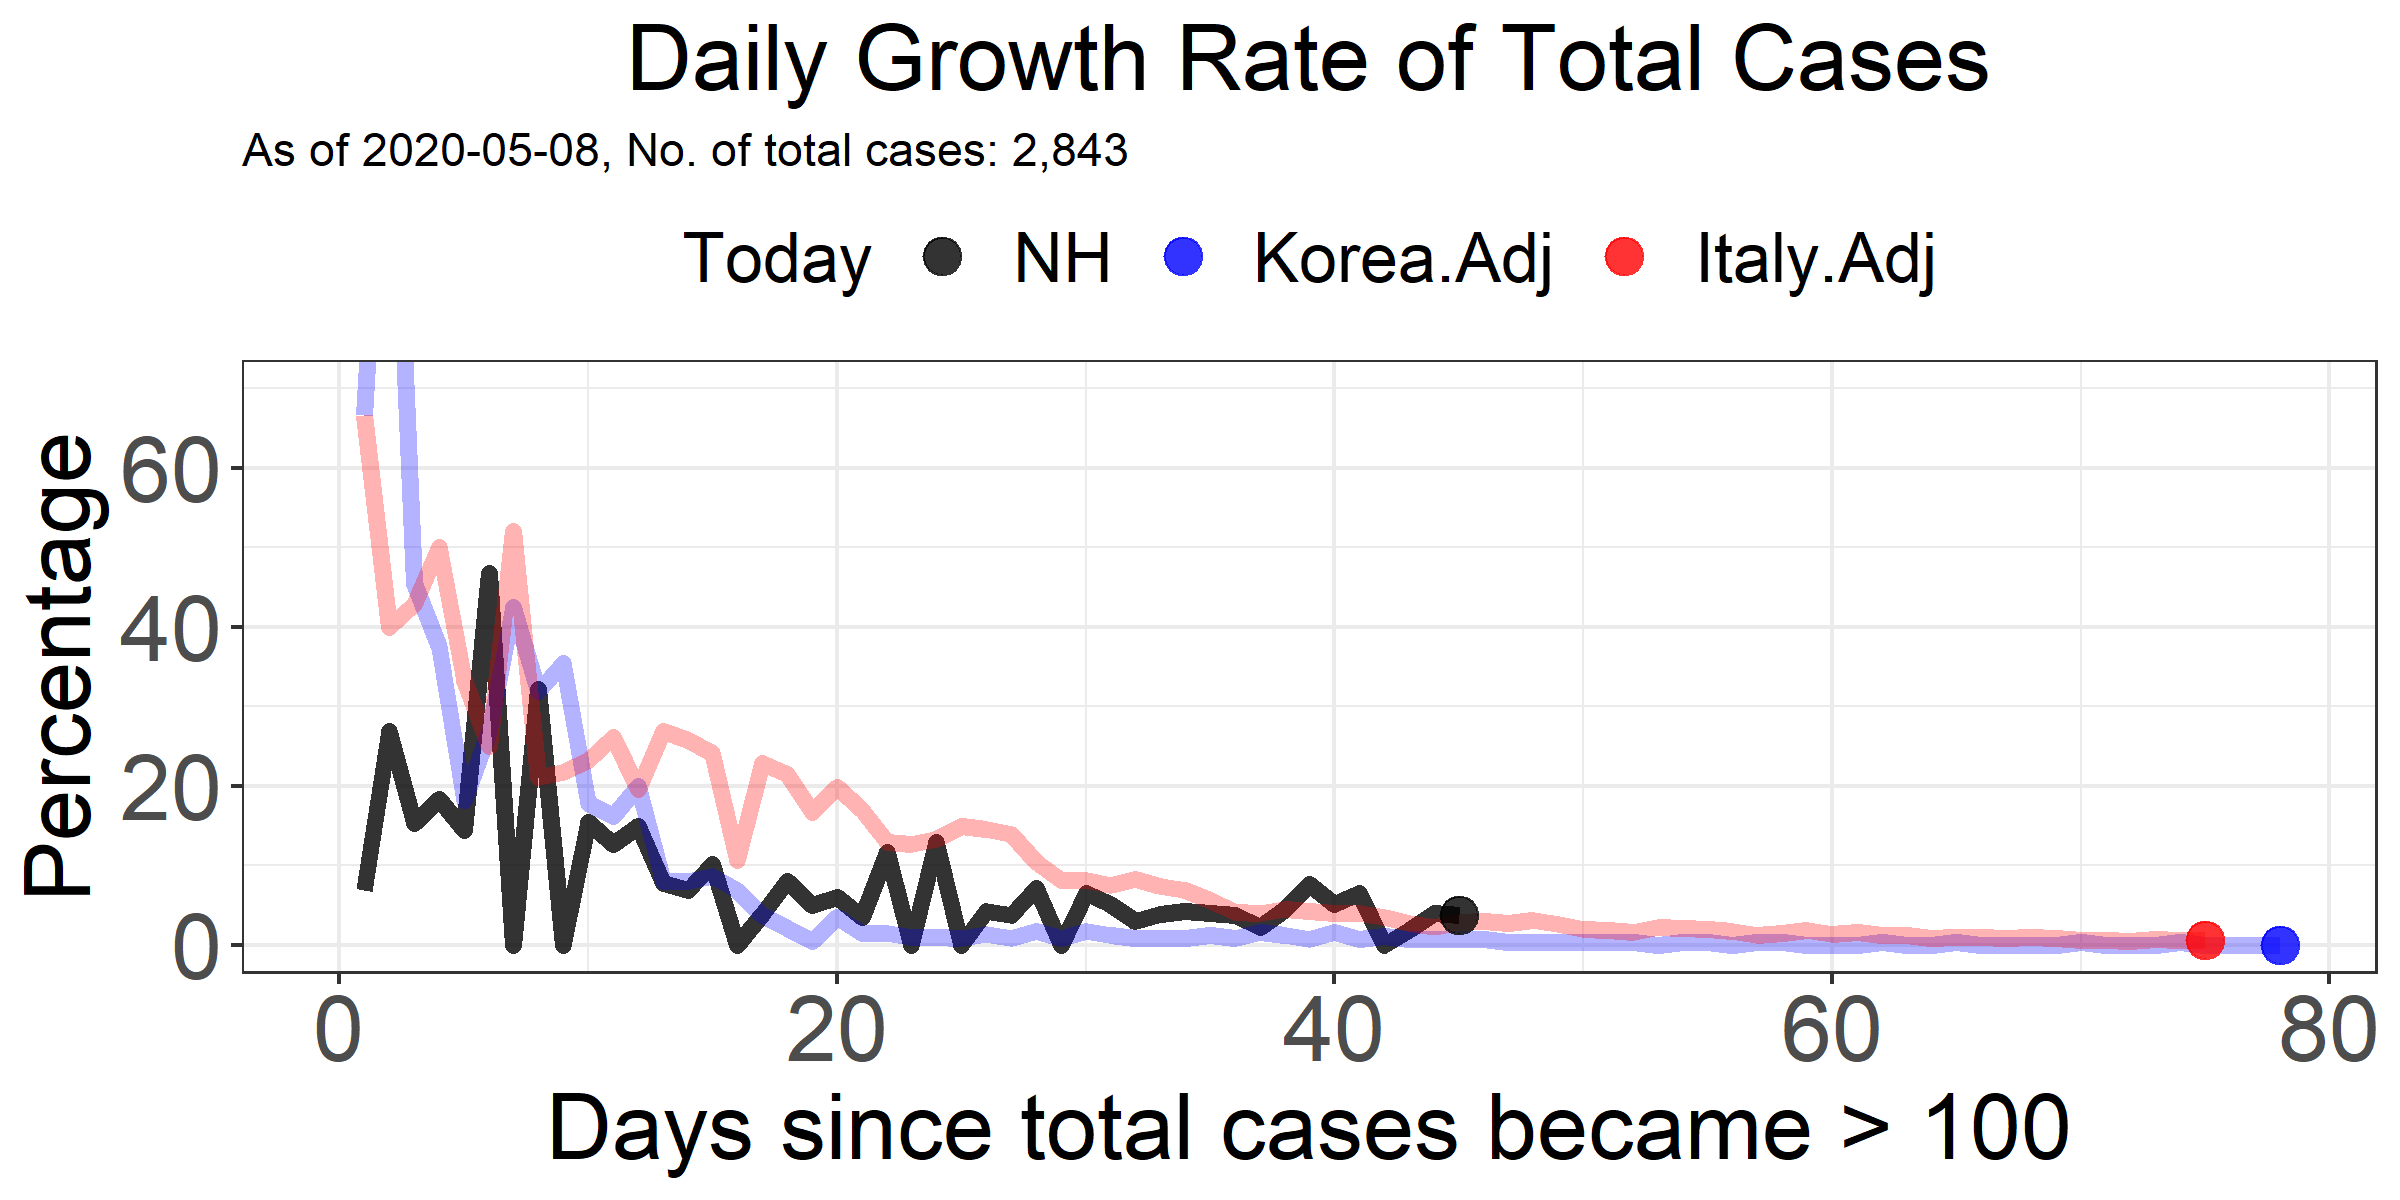 Daily Growth Rate of Total Cases
As of 2020-05-08, No. of total cases: 2,843
Today NH Korea.Adj Italy.Adj
Percentage
60
40
20
0
0 20 40 60 80
Days since total cases became > 100